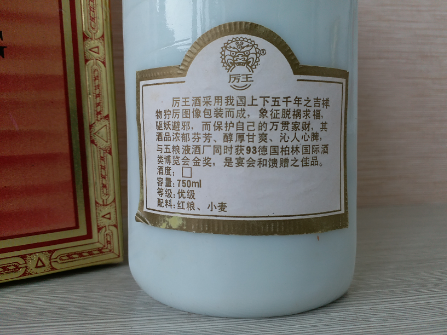 厉王
厉王酒采用我国上下五千年之吉祥
物狞厉图像包装而成，象征脱祸求福，
驱妖避邪，而保护自己的万贯家财，其
酒品浓郁芬芳、醇厚甘爽、沁人心脾，
与五粮液酒厂同时获93德国柏林国际酒
类博览会金奖，是宴会和馈赠之佳品。
酒度：□
容量：750ml
等级：优级
配料：红粮、小麦